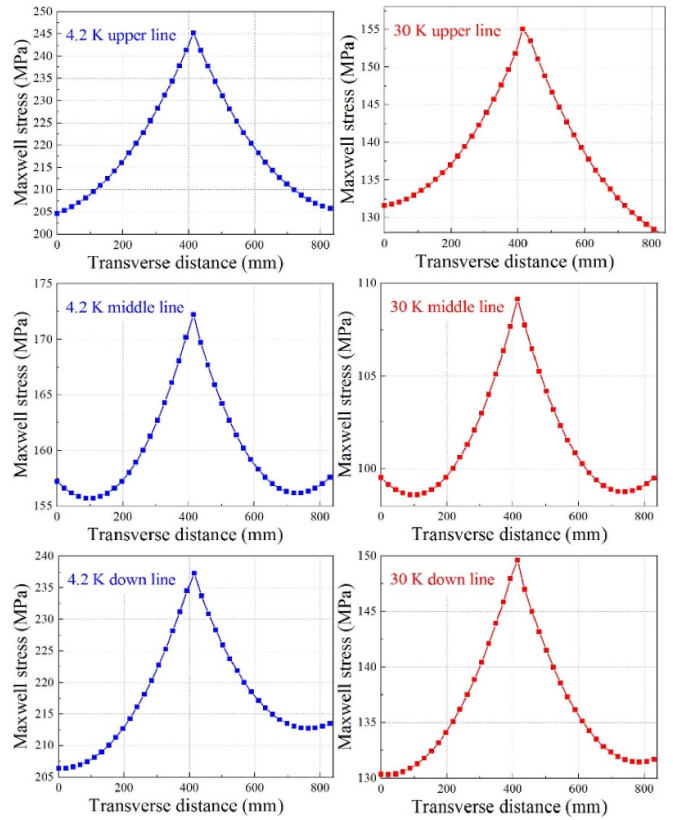 4.2 K upper line
Maxwell stress (MPa)
250
245
240
235
230
225
220
215
210
205
200
0 200 400 600 800
Transverse distance (mm)
30 K upper line
Maxwell stress (MPa)
155
150
145
140
135
130
0 200 400 600 800
Transverse distance (mm)
4.2 K middle line
Maxwell stress (MPa)
175
170
165
160
155
0 200 400 600 800
Transverse distance (mm)
30 K middle line
Maxwell stress (MPa)
110
105
100
0 200 400 600 800
Transverse distance (mm)
4.2 K down line
Maxwell stress (MPa)
240
235
230
225
220
215
210
205
0 200 400 600 800
Transverse distance (mm)
30 K down line
Maxwell stress (MPa)
150
145
140
135
130
0 200 400 600 800
Transverse distance (mm)